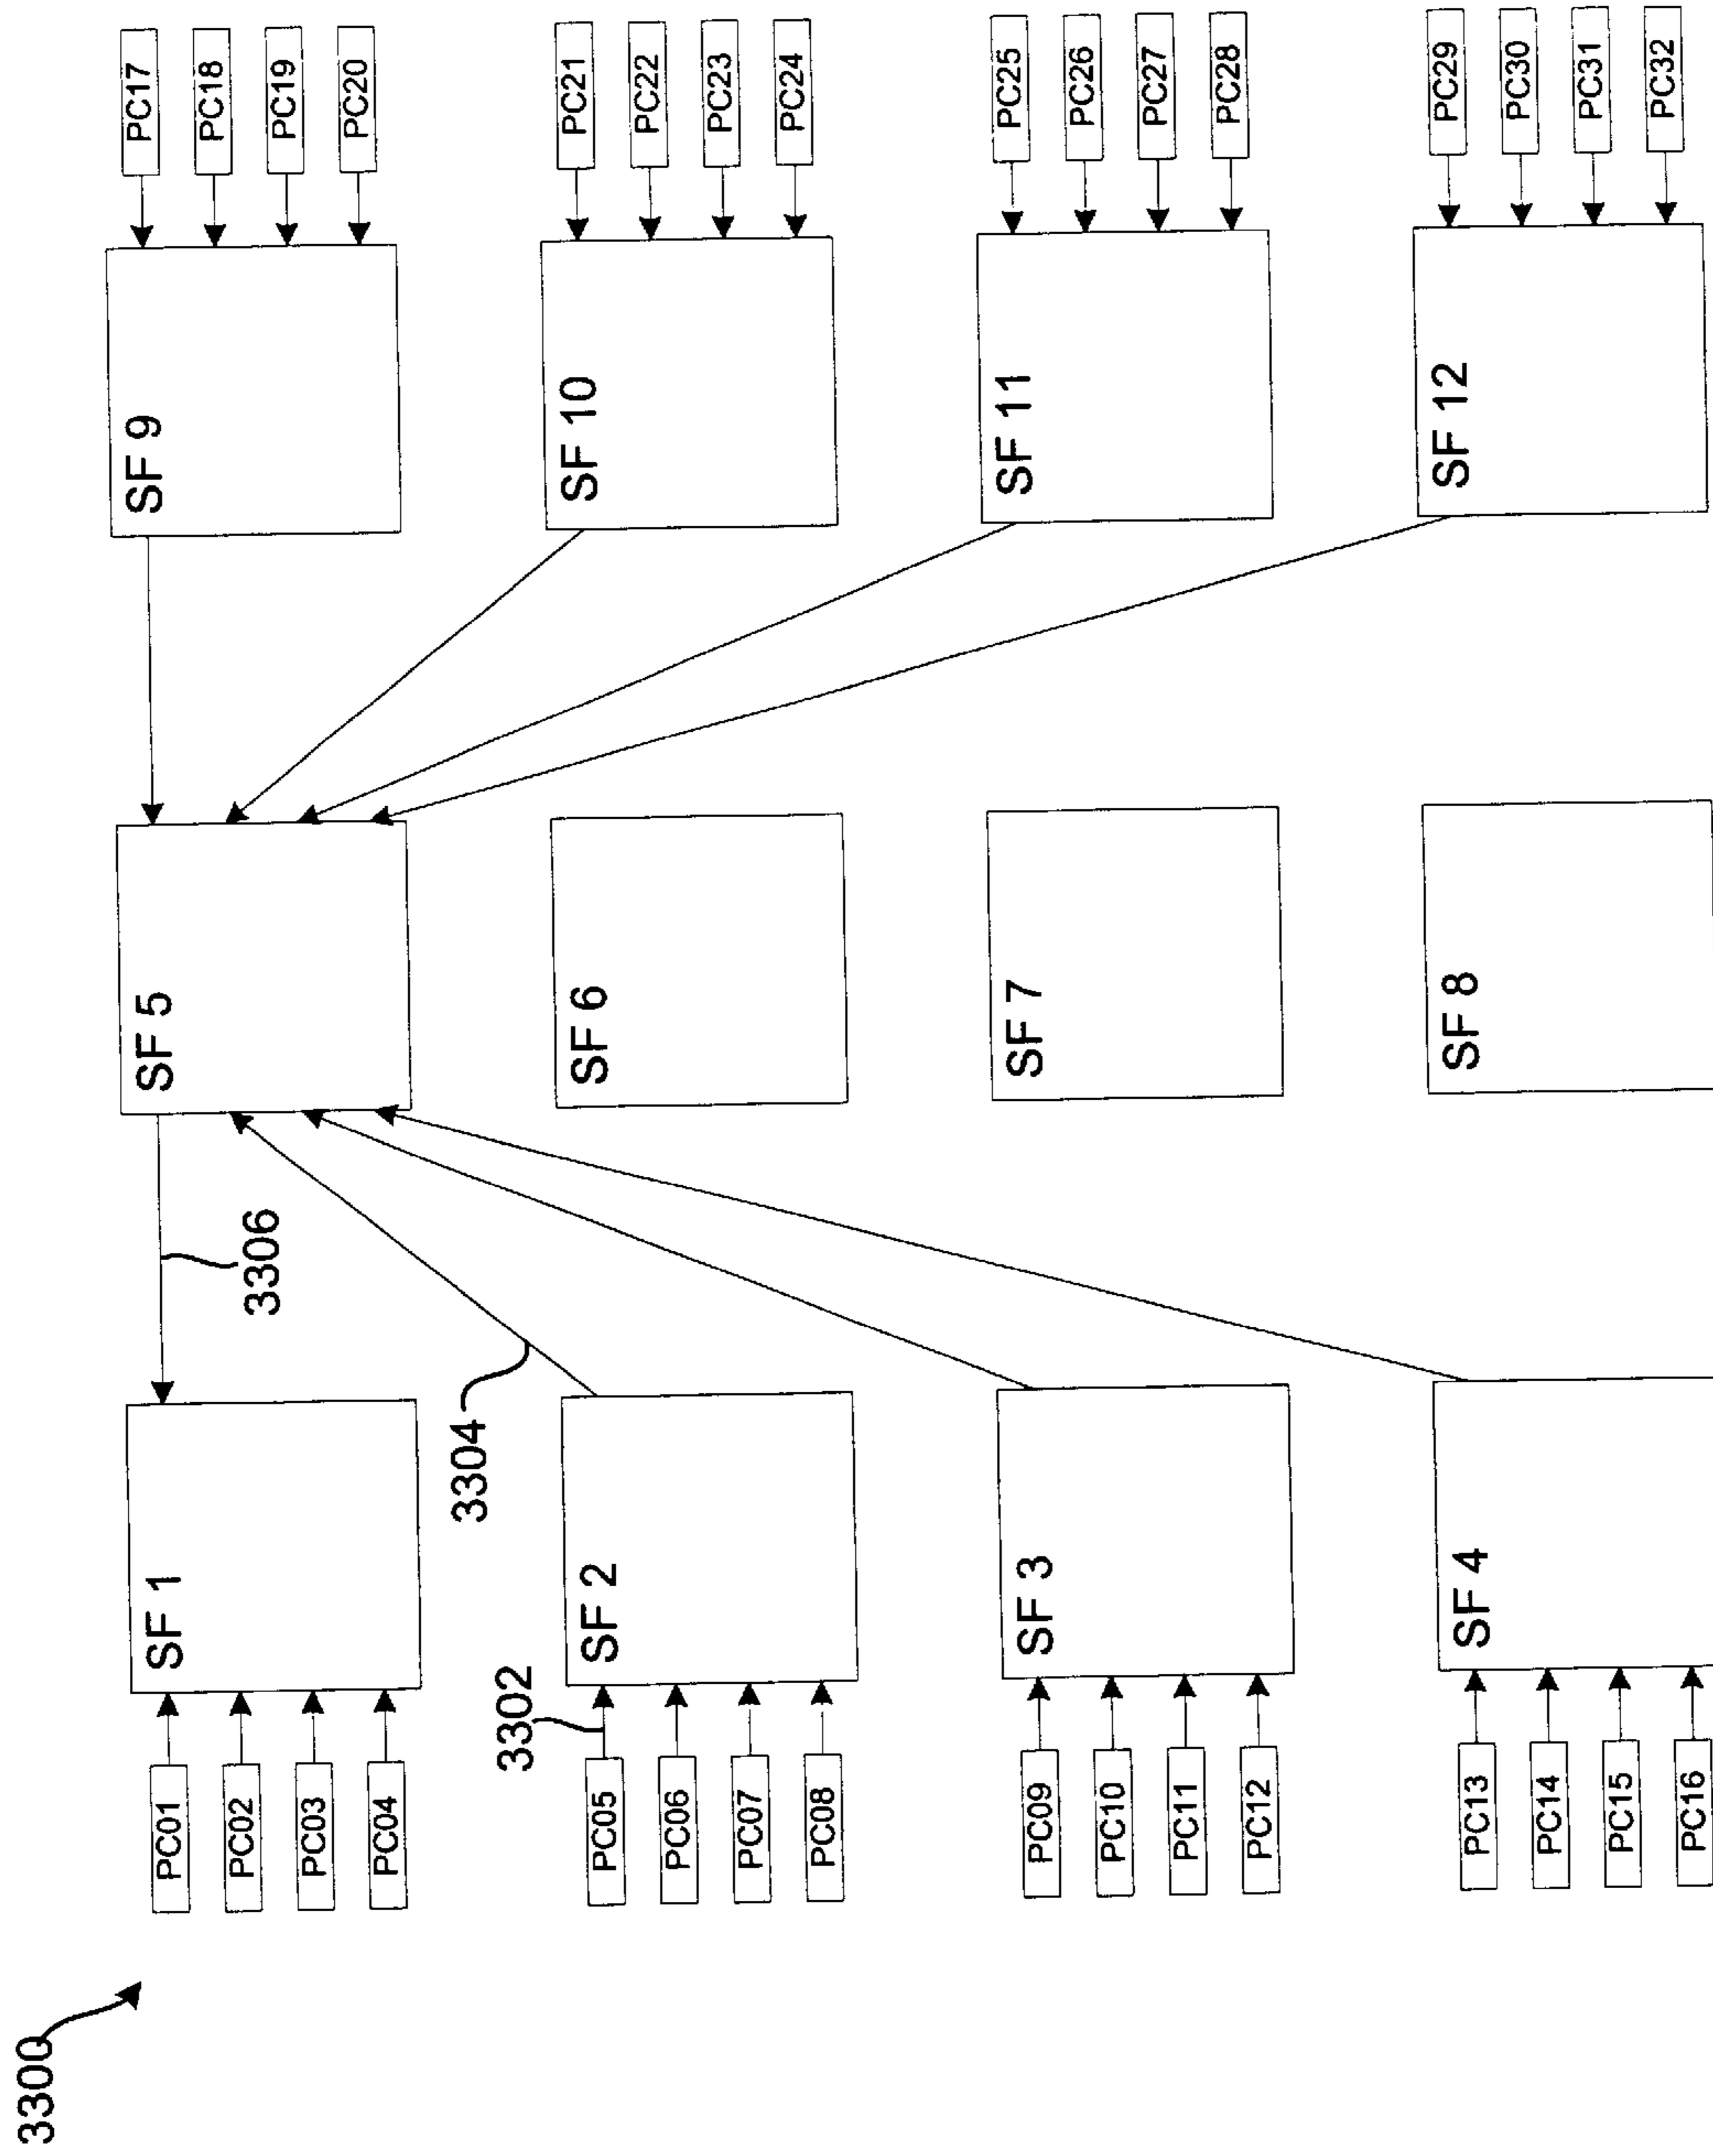 3300
PC01
PC02
PC03
PC04
SF 1
3306
SF 5
SF 9
PC17
PC18
PC19
PC20
3304
3302
PC05
PC06
PC07
PC08
SF 2
SF 6
SF 10
PC21
PC22
PC23
PC24
PC09
PC10
PC11
PC12
SF 3
SF 7
SF 11
PC25
PC26
PC27
PC28
PC13
PC14
PC15
PC16
SF 4
SF 8
SF 12
PC29
PC30
PC31
PC32